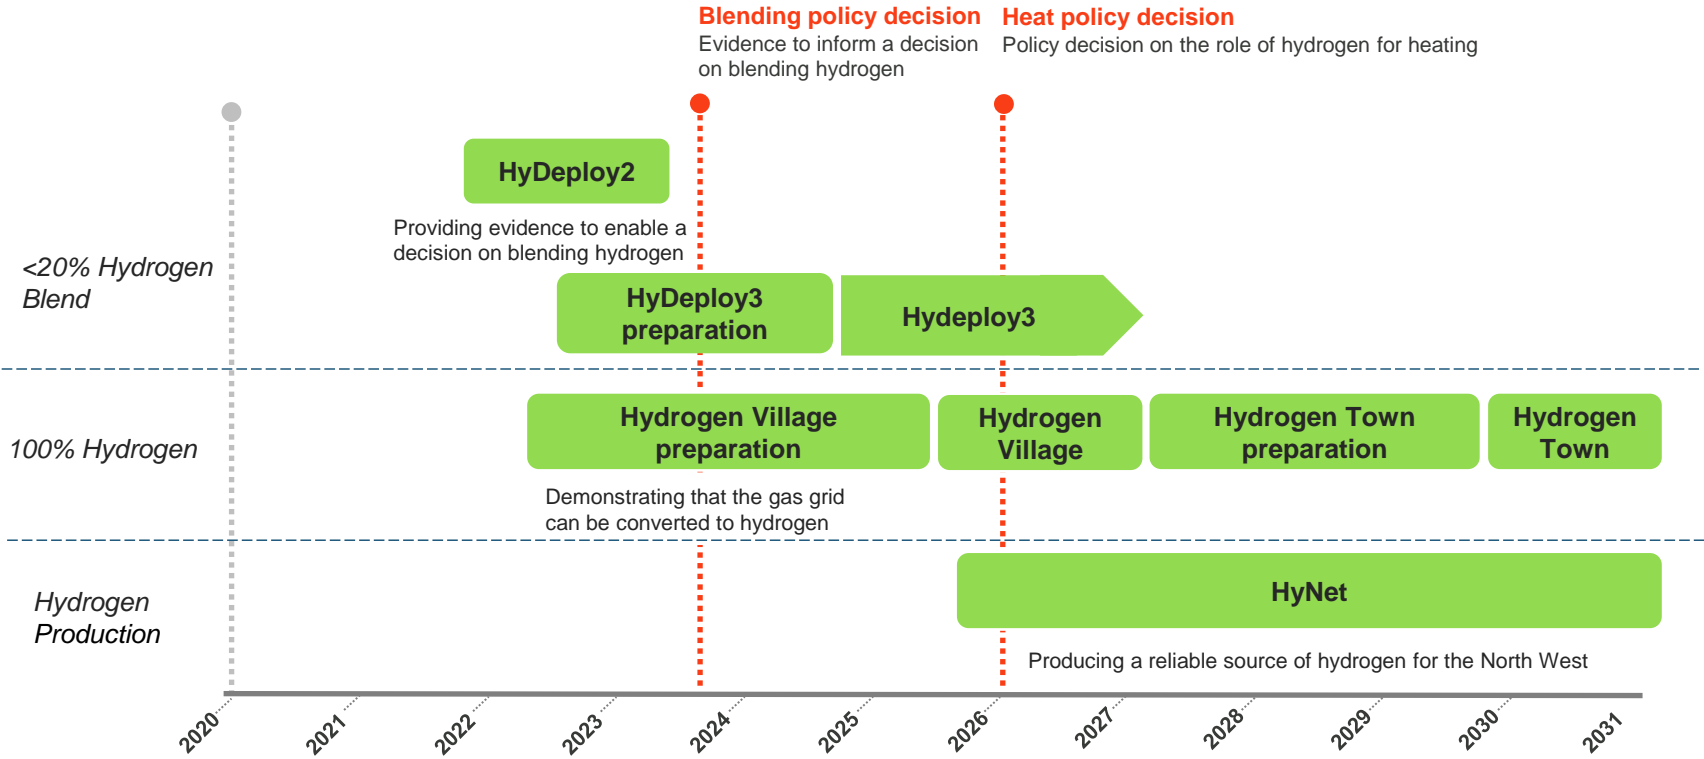 Blending policy decision
Evidence to inform a decision
on blending hydrogen
Heat policy decision
Policy decision on the role of hydrogen for heating
<20% Hydrogen
Blend
HyDeploy2
Providing evidence to enable a
decision on blending hydrogen
HyDeploy3
preparation
Hydeploy3
100% Hydrogen
Hydrogen Village
preparation
Hydrogen
Village
Hydrogen Town
preparation
Hydrogen
Town
Demonstrating that the gas grid
can be converted to hydrogen
Hydrogen
Production
HyNet
Producing a reliable source of hydrogen for the North West
2020
2021
2022
2023
2024
2025
2026
2027
2028
2029
2030
2031